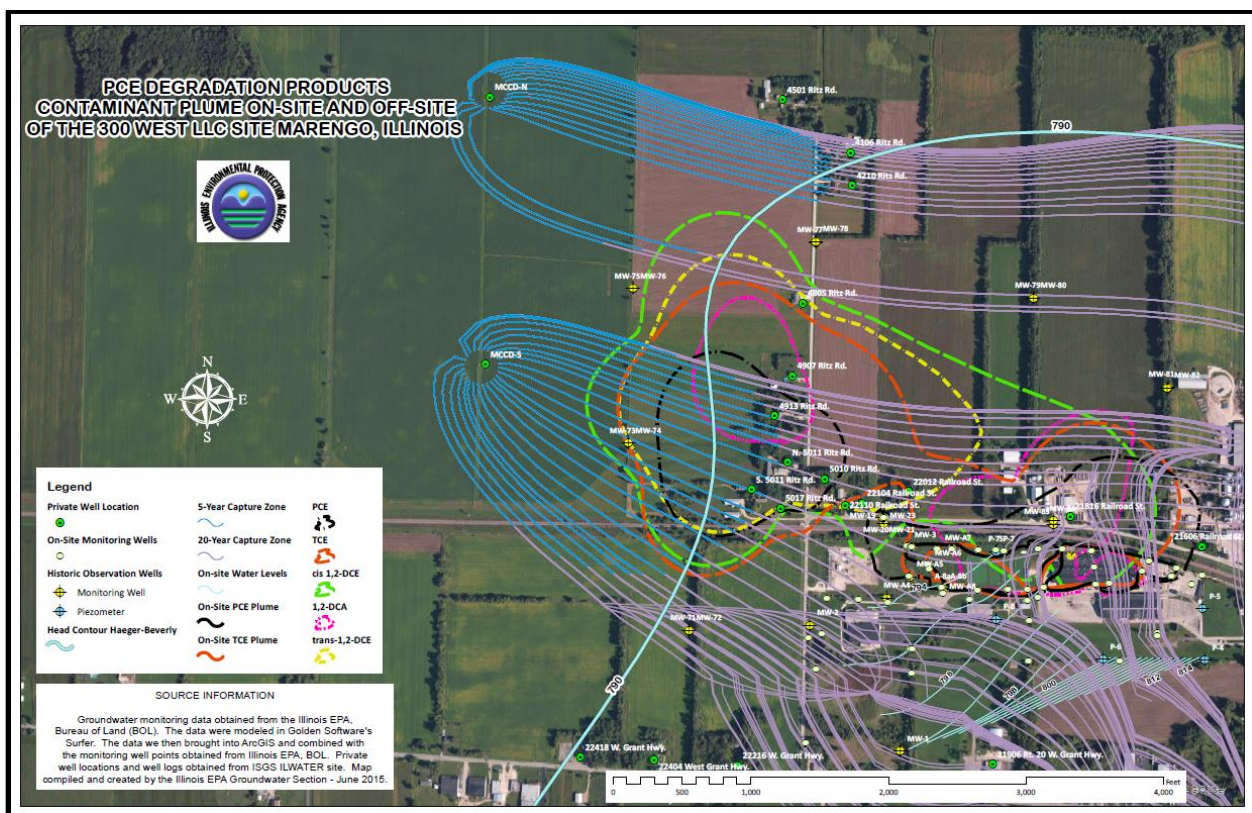 PCE DEGRADATION PRODUCTS
CONTAMINANT PLUME ON-SITE AND OFF-SITE
OF THE 300 WEST LLC SITE MARENGO, ILLINOIS
ILLINOIS ENVIRONMENTAL PROTECTION AGENCY
MCCD-N
4501 Ritz Rd.
790
4106 Ritz Rd.
4210 Ritz Rd.
MW-77MW-78
MW-75MW-76
MW-79MW-80
4805 Ritz Rd.
MCCD-S
N
W E
S
4907 Ritz Rd.
MW-81MW-82
4913 Ritz Rd.
MW-73MW-74
N. 5011 Ritz Rd.
5010 Ritz Rd.
S. 5011 Ritz Rd.
22012 Railroad St.
22104 Railroad St.
5017 Ritz Rd.
22110 Railroad St.
MW-19
MW-23
21816 Railroad St.
MW-3
MW-A7
P-7SP-7
21606 Railroad St.
MW-A6
MW-A5
A-8aA-8b
MW-A4
794
MW-A8
P-5
MW-2
MW-71MW-72
P-6
P-4
798
800
812
814
790
MW-1
22418 W. Grant Hwy.
22404 West Grant Hwy.
22216 W. Grant Hwy.
21906 Rt. 20 W. Grant Hwy.
Legend
Private Well Location
On-Site Monitoring Wells
Historic Observation Wells
Monitoring Well
Piezometer
Head Contour Haeger-Beverly
5-Year Capture Zone
20-Year Capture Zone
On-site Water Levels
On-Site PCE Plume
On-Site TCE Plume
PCE
TCE
cis 1,2-DCE
1,2-DCA
trans-1,2-DCE
SOURCE INFORMATION
Groundwater monitoring data obtained from the Illinois EPA,
Bureau of Land (BOL). The data were modeled in Golden Software's
Surfer. The data we then brought into ArcGIS and combined with
the monitoring well points obtained from Illinois EPA, BOL. Private
well locations and well logs obtained from ISGS ILWATER site. Map
compiled and created by the Illinois EPA Groundwater Section - June 2015.
Feet
0 500 1,000 2,000 3,000 4,000